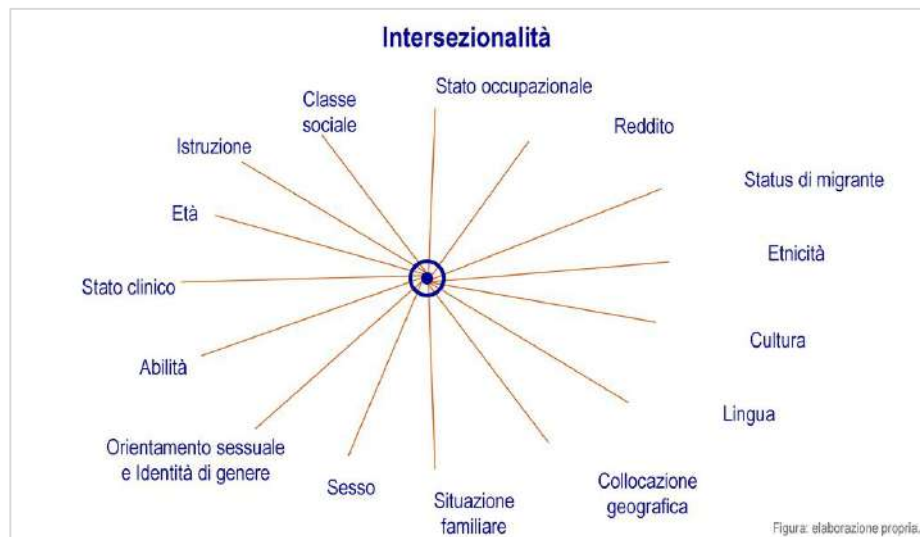 Intersezionalità
Stato occupazionale
Classe
sociale
Reddito
Istruzione
Status di migrante
Età
Etnicità
Stato clinico
Cultura
Abilità
Lingua
Orientamento sessuale
e Identità di genere
Sesso
Situazione
familiare
Collocazione
geografica
Figura: elaborazione propria.